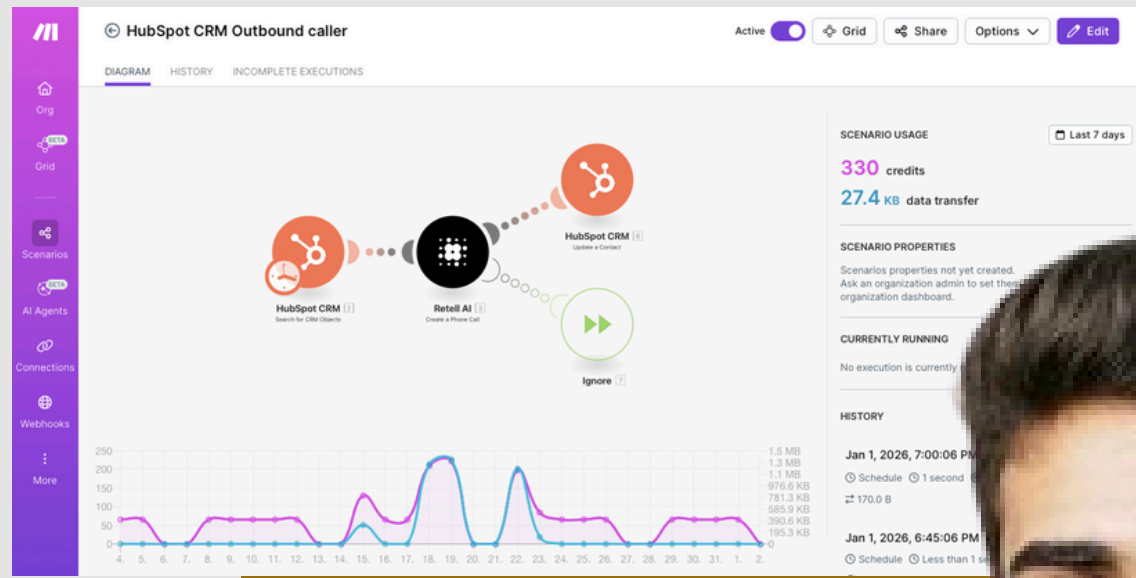 HubSpot CRM Outbound caller
Active
Grid
Share
Options
Edit
DIAGRAM
HISTORY
INCOMPLETE EXECUTIONS
Org
BETA
Grid
Scenarios
BETA
AI Agents
Connections
Webhooks
More
HubSpot CRM
Search for CRM Objects
Retell AI
Create a Phone Call
HubSpot CRM
Update a Contact
Ignore
SCENARIO USAGE
Last 7 days
330 credits
27.4 KB data transfer
SCENARIO PROPERTIES
Scenarios properties not yet created.
Ask an organization admin to set them
organization dashboard.
CURRENTLY RUNNING
No execution is currently
HISTORY
Jan 1, 2026, 7:00:06 PM
Schedule 1 second
170.0 B
Jan 1, 2026, 6:45:06 PM
Schedule Less than 1
250
200
150
100
50
0
1.5 MB
1.3 MB
1.1 MB
976.6 KB
781.3 KB
585.9 KB
390.6 KB
195.3 KB
0
4. 5. 6. 7. 8. 9. 10. 11. 12. 13. 14. 15. 16. 17. 18. 19. 20. 21. 22. 23. 24. 25. 26. 27. 28. 29. 30. 31. 1. 2.